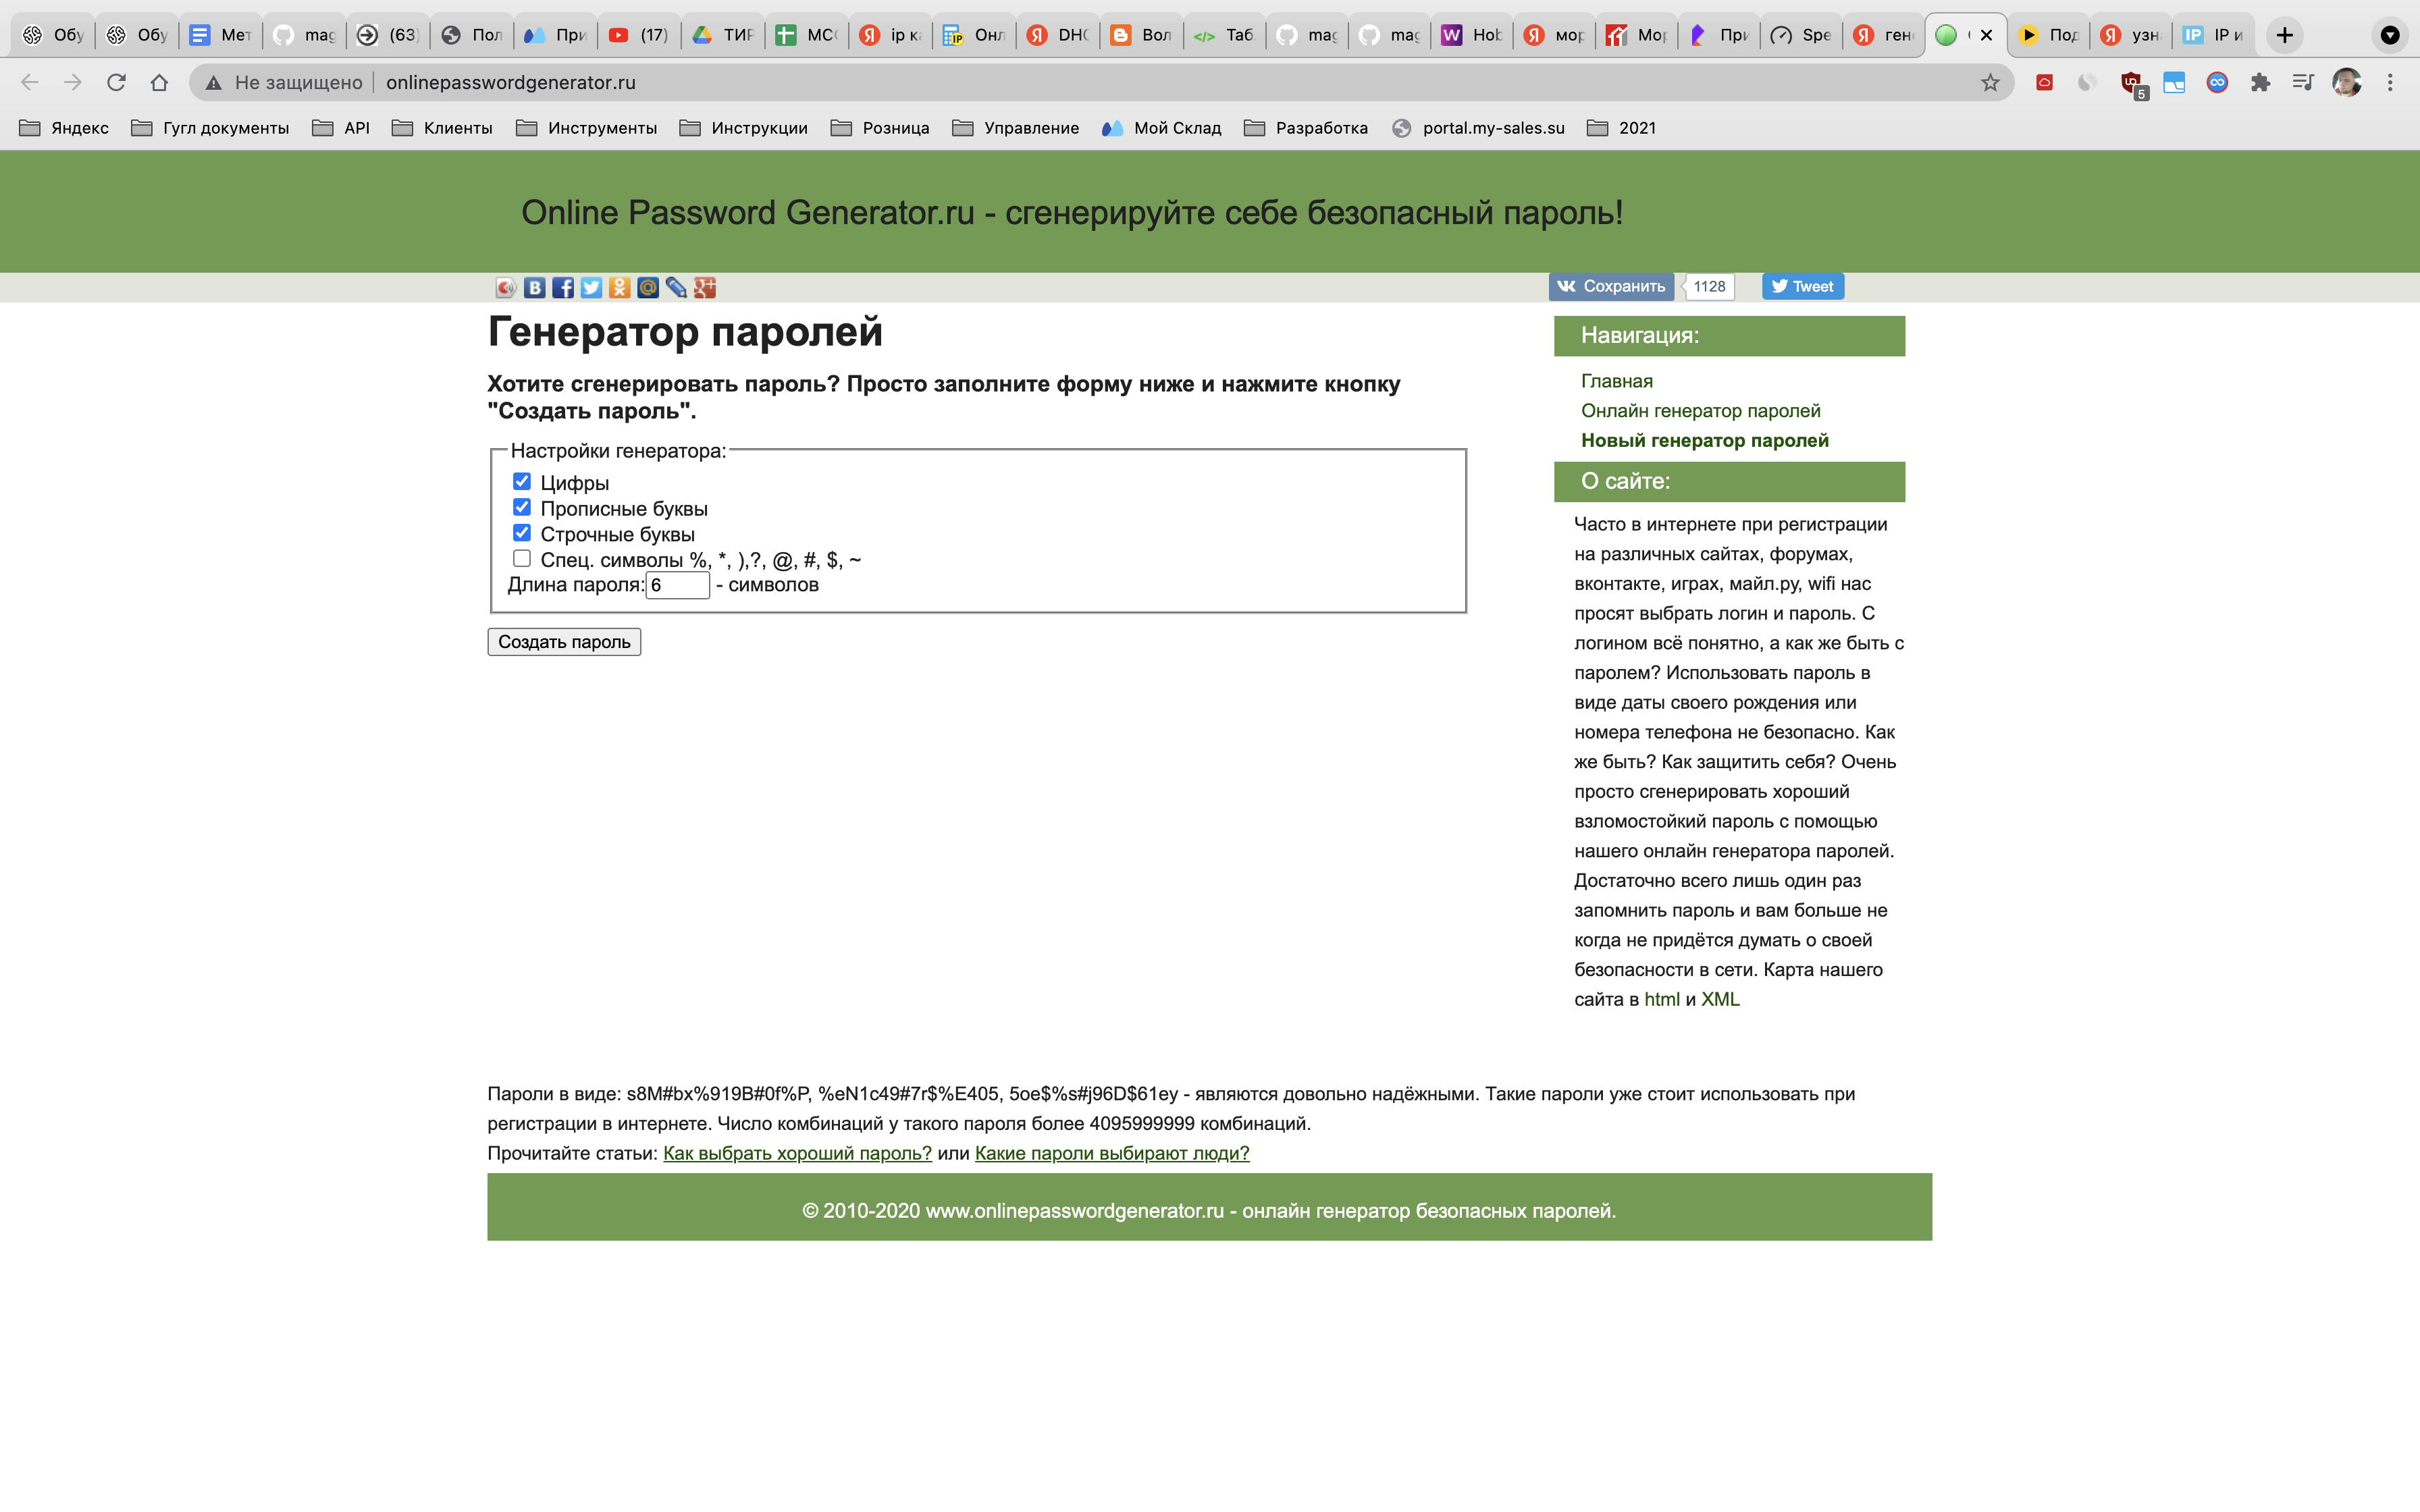 Обу
Обу
Мет
mag
(63)
Пол
При
(17)
ТИР
МС
ip ка
Онл
DHC
Вол
Таб
mag
mag
Hob
мор
Мор
При
Spe
ген
Под
узн
IP и
Не защищено
onlinepasswordgenerator.ru
5
Яндекс
Гугл документы
API
Клиенты
Инструменты
Инструкции
Розница
Управление
Мой Склад
Разработка
portal.my-sales.su
2021
Online Password Generator.ru - сгенерируйте себе безопасный пароль!
Сохранить
1128
Tweet
Генератор паролей
Хотите сгенерировать пароль? Просто заполните форму ниже и нажмите кнопку
"Создать пароль".
Настройки генератора:
Цифры
Прописные буквы
Строчные буквы
Спец. символы %, *, ),?, @, #, $, ~
Длина пароля: 6 - символов
Создать пароль
Навигация:
Главная
Онлайн генератор паролей
Новый генератор паролей
О сайте:
Часто в интернете при регистрации
на различных сайтах, форумах,
вконтакте, играх, майл.ру, wifi нас
просят выбрать логин и пароль. С
логином всё понятно, а как же быть с
паролем? Использовать пароль в
виде даты своего рождения или
номера телефона не безопасно. Как
же быть? Как защитить себя? Очень
просто сгенерировать хороший
взломостойкий пароль с помощью
нашего онлайн генератора паролей.
Достаточно всего лишь один раз
запомнить пароль и вам больше не
когда не придётся думать о своей
безопасности в сети. Карта нашего
сайта в html и XML
Пароли в виде: s8M#bx%919B#0f%P, %eN1c49#7r$%E405, 5oe$%s#j96D$61ey - являются довольно надёжными. Такие пароли уже стоит использовать при
регистрации в интернете. Число комбинаций у такого пароля более 4095999999 комбинаций.
Прочитайте статьи: Как выбрать хороший пароль? или Какие пароли выбирают люди?
© 2010-2020 www.onlinepasswordgenerator.ru - онлайн генератор безопасных паролей.